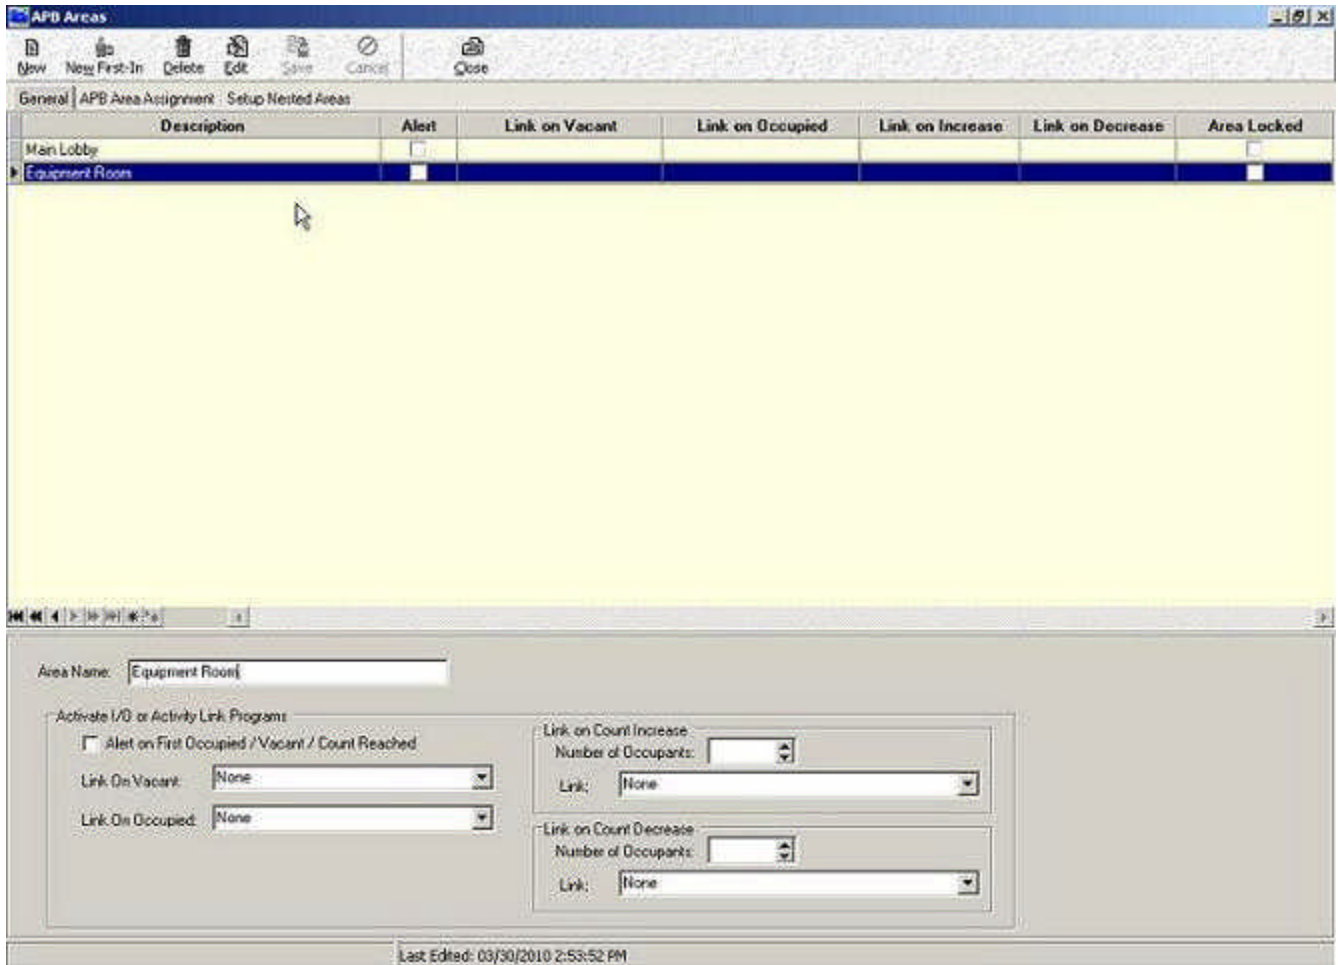 APB Areas
New New First-In Delete Edit Save Cancel Close
General APB Area Assignment Setup Nested Areas
Description Alert Link on Vacant Link on Occupied Link on Increase Link on Decrease Area Locked
Main Lobby
Equipment Room
Area Name: Equipment Room
Activate I/O or Activity Link Programs
Alert on First Occupied / Vacant / Count Reached
Link On Vacant: None
Link On Occupied: None
Link on Count Increase
Number of Occupants:
Link: None
Link on Count Decrease
Number of Occupants:
Link: None
Last Edited: 03/30/2010 2:53:52 PM